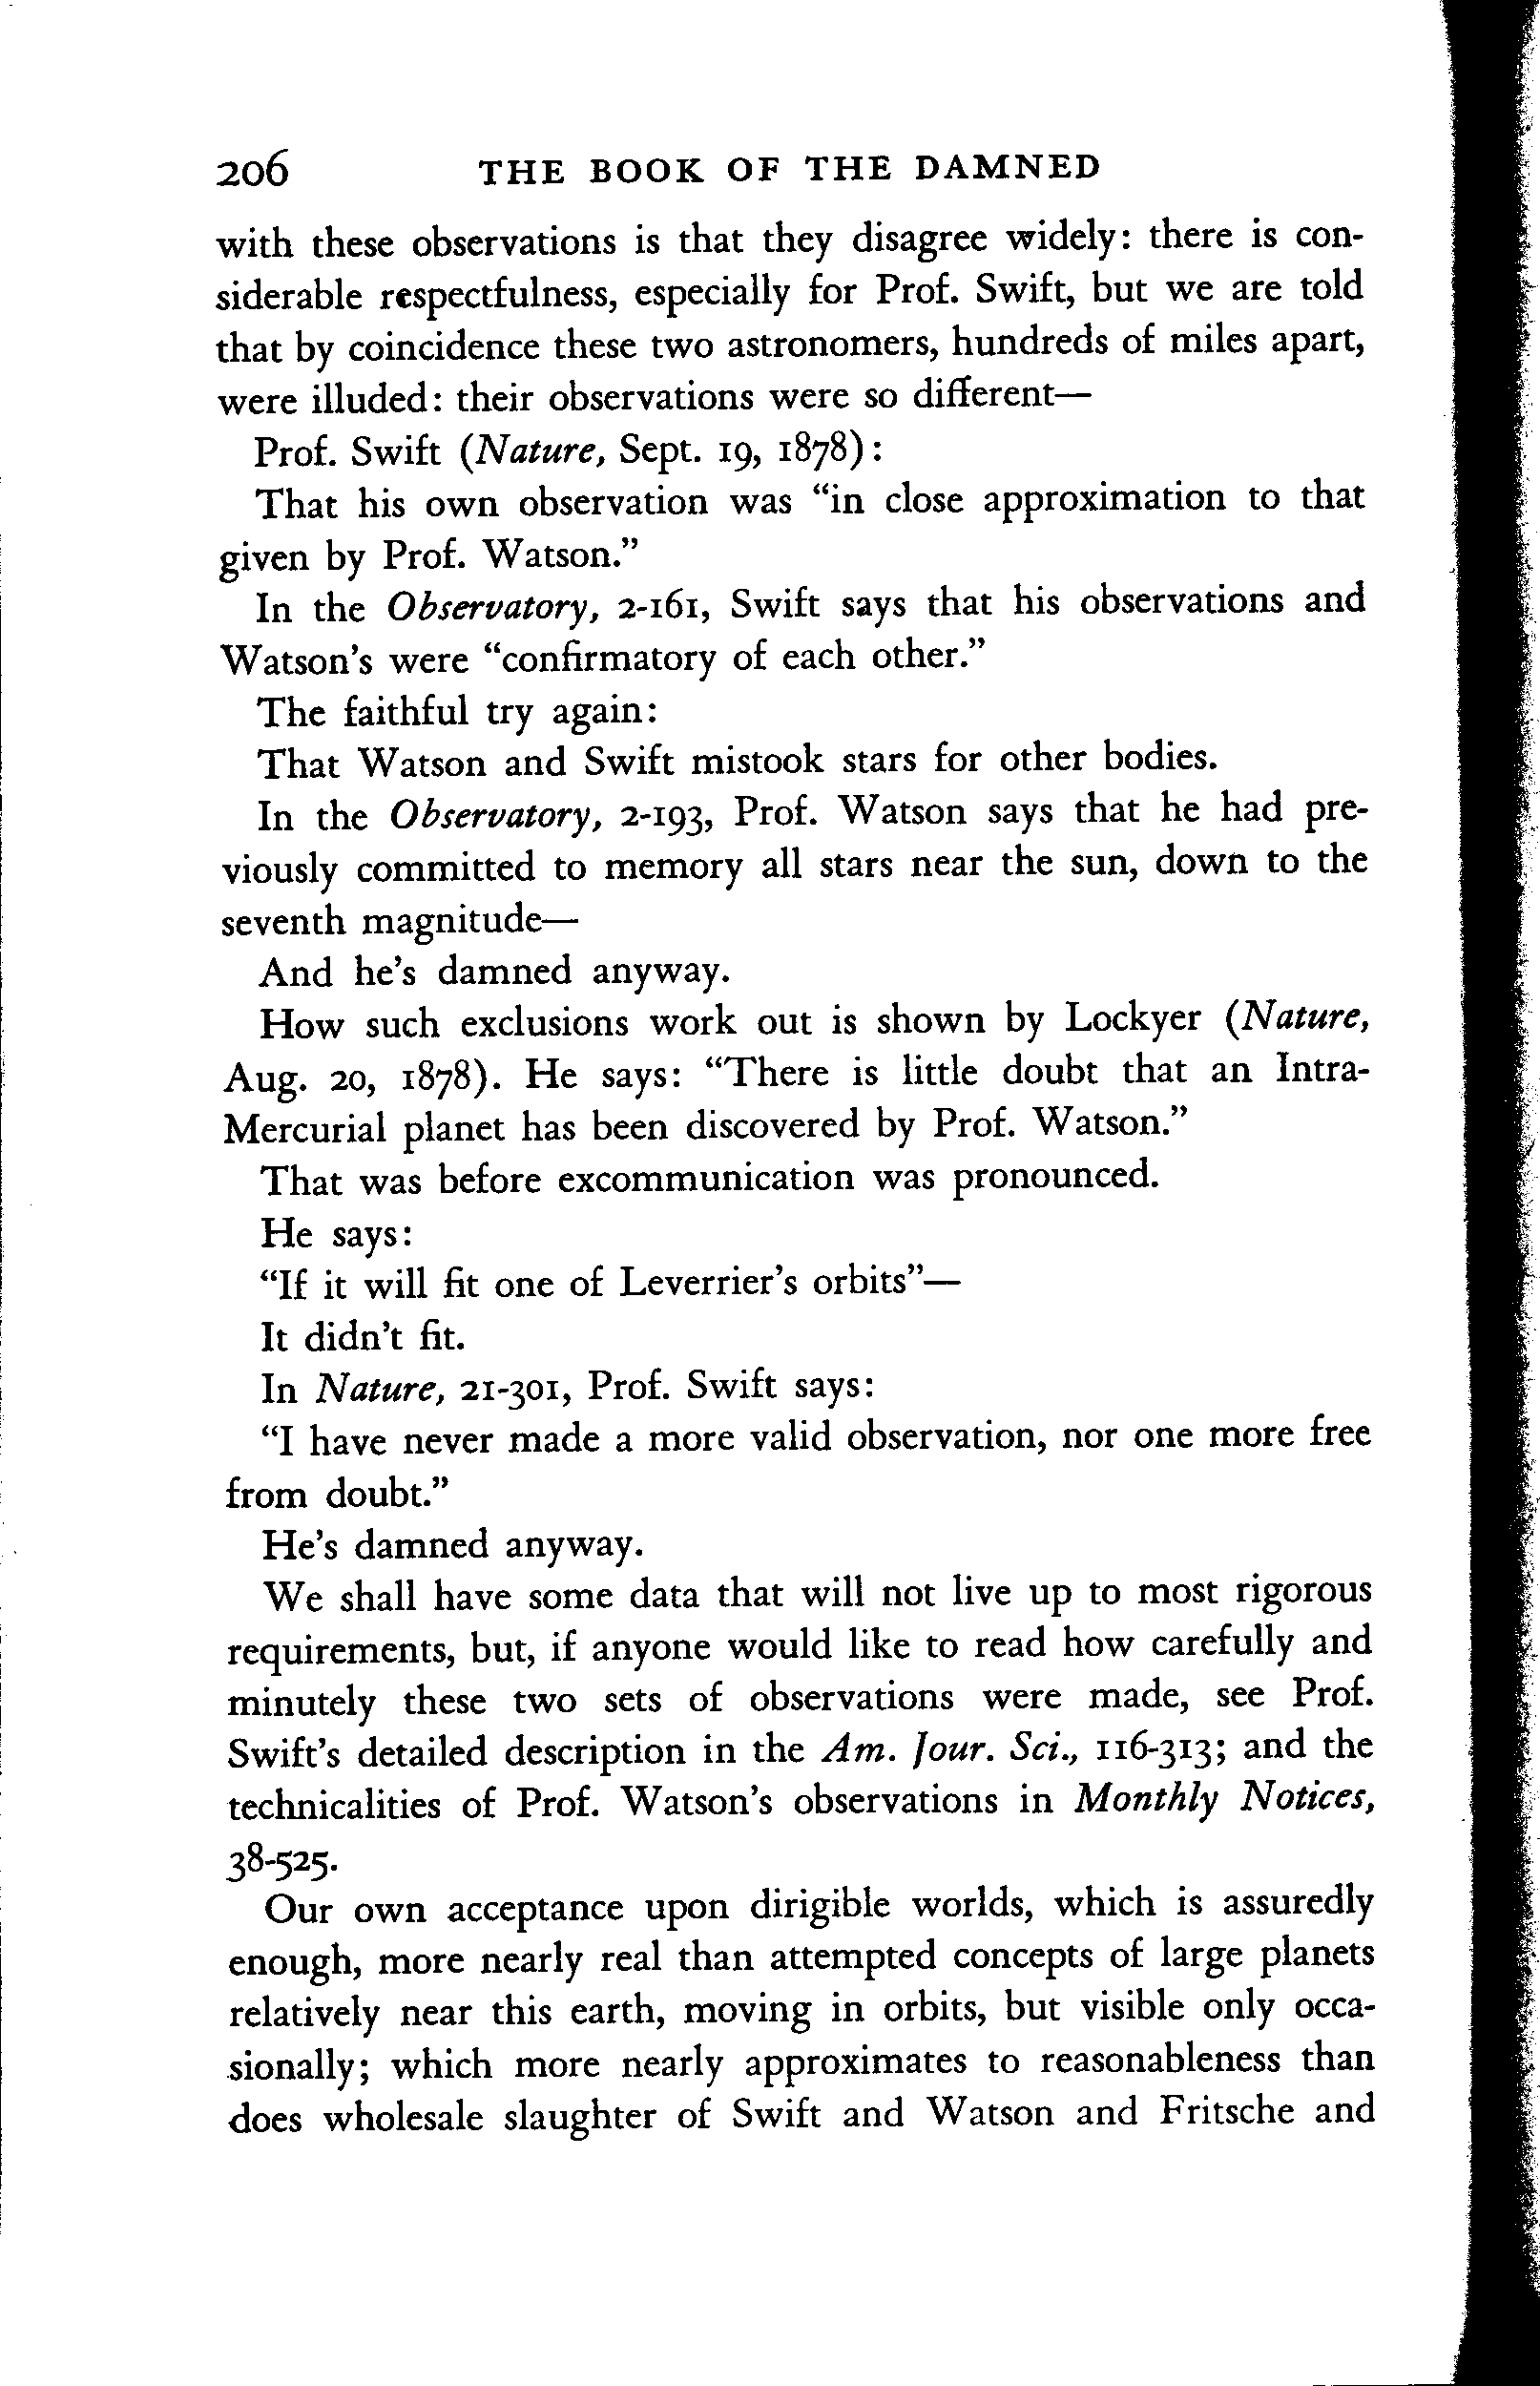 206 THE BOOK OF THE DAMNED
with these observations is that they disagree widely: there is con-
siderable respectfulness, especially for Prof. Swift, but we are told
that by coincidence these two astronomers, hundreds of miles apart,
were illuded: their observations were so different—
Prof. Swift (Nature, Sept. 19, 1878):
That his own observation was “in close approximation to that
given by Prof. Watson.”
In the Observatory, 2-161, Swift says that his observations and
Watson's were “confirmatory of each other.”
The faithful try again:
That Watson and Swift mistook stars for other bodies.
In the Observatory, 2-193, Prof. Watson says that he had pre-
viously committed to memory all stars near the sun, down to the
seventh magnitude—
And he's damned anyway.
How such exclusions work out is shown by Lockyer (Nature,
Aug. 20, 1878). He says: “There is little doubt that an Intra-
Mercurial planet has been discovered by Prof. Watson.”
That was before excommunication was pronounced.
He says:
“If it will fit one of Leverrier's orbits”—
It didn't fit.
In Nature, 21-301, Prof. Swift says:
“I have never made a more valid observation, nor one more free
from doubt.”
He's damned anyway.
We shall have some data that will not live up to most rigorous
requirements, but, if anyone would like to read how carefully and
minutely these two sets of observations were made, see Prof.
Swift's detailed description in the Am. Jour. Sci., 116-313; and the
technicalities of Prof. Watson's observations in Monthly Notices,
38-525.
Our own acceptance upon dirigible worlds, which is assuredly
enough, more nearly real than attempted concepts of large planets
relatively near this earth, moving in orbits, but visible only occa-
sionally; which more nearly approximates to reasonableness than
does wholesale slaughter of Swift and Watson and Fritsche and